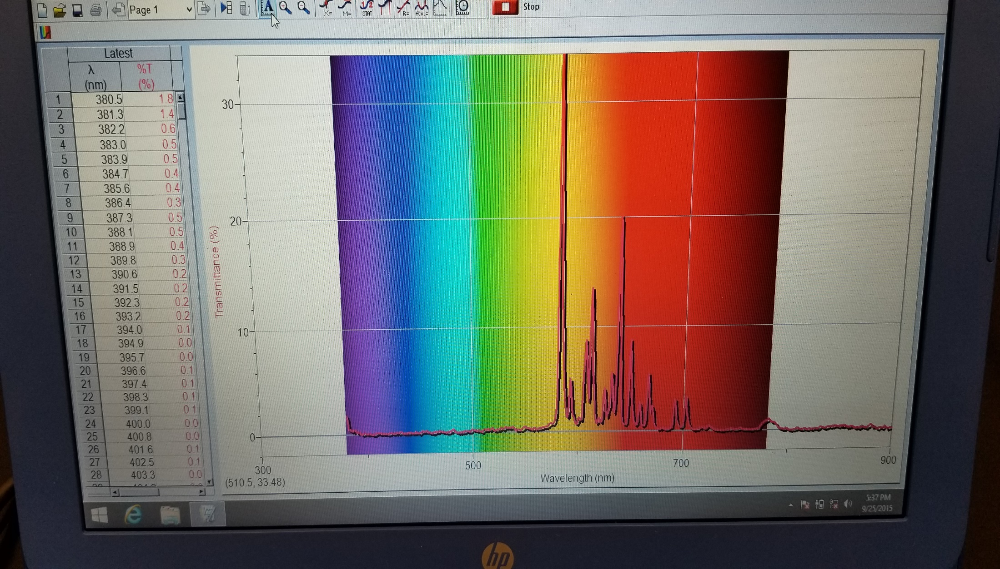 Page 1
X=
M=
STAT
R=
f(x)=
Stop
Latest
λ %T
(nm) (%)
1 380.5 1.8
2 381.3 1.4
3 382.2 0.6
4 383.0 0.5
5 383.9 0.5
6 384.7 0.4
7 385.6 0.4
8 386.4 0.3
9 387.3 0.5
10 388.1 0.5
11 388.9 0.4
12 389.8 0.3
13 390.6 0.2
14 391.5 0.2
15 392.3 0.2
16 393.2 0.2
17 394.0 0.1
18 394.9 0.0
19 395.7 0.0
20 396.6 0.1
21 397.4 0.1
22 398.3 0.1
23 399.1 0.1
24 400.0 0.0
25 400.8 0.0
26 401.6 0.1
27 402.5 0.1
28 403.3 0.0
Transmittance (%)
30
20
10
0
300 500 700 900
(510.5, 33.48)
Wavelength (nm)
5:37 PM
9/25/2015
hp